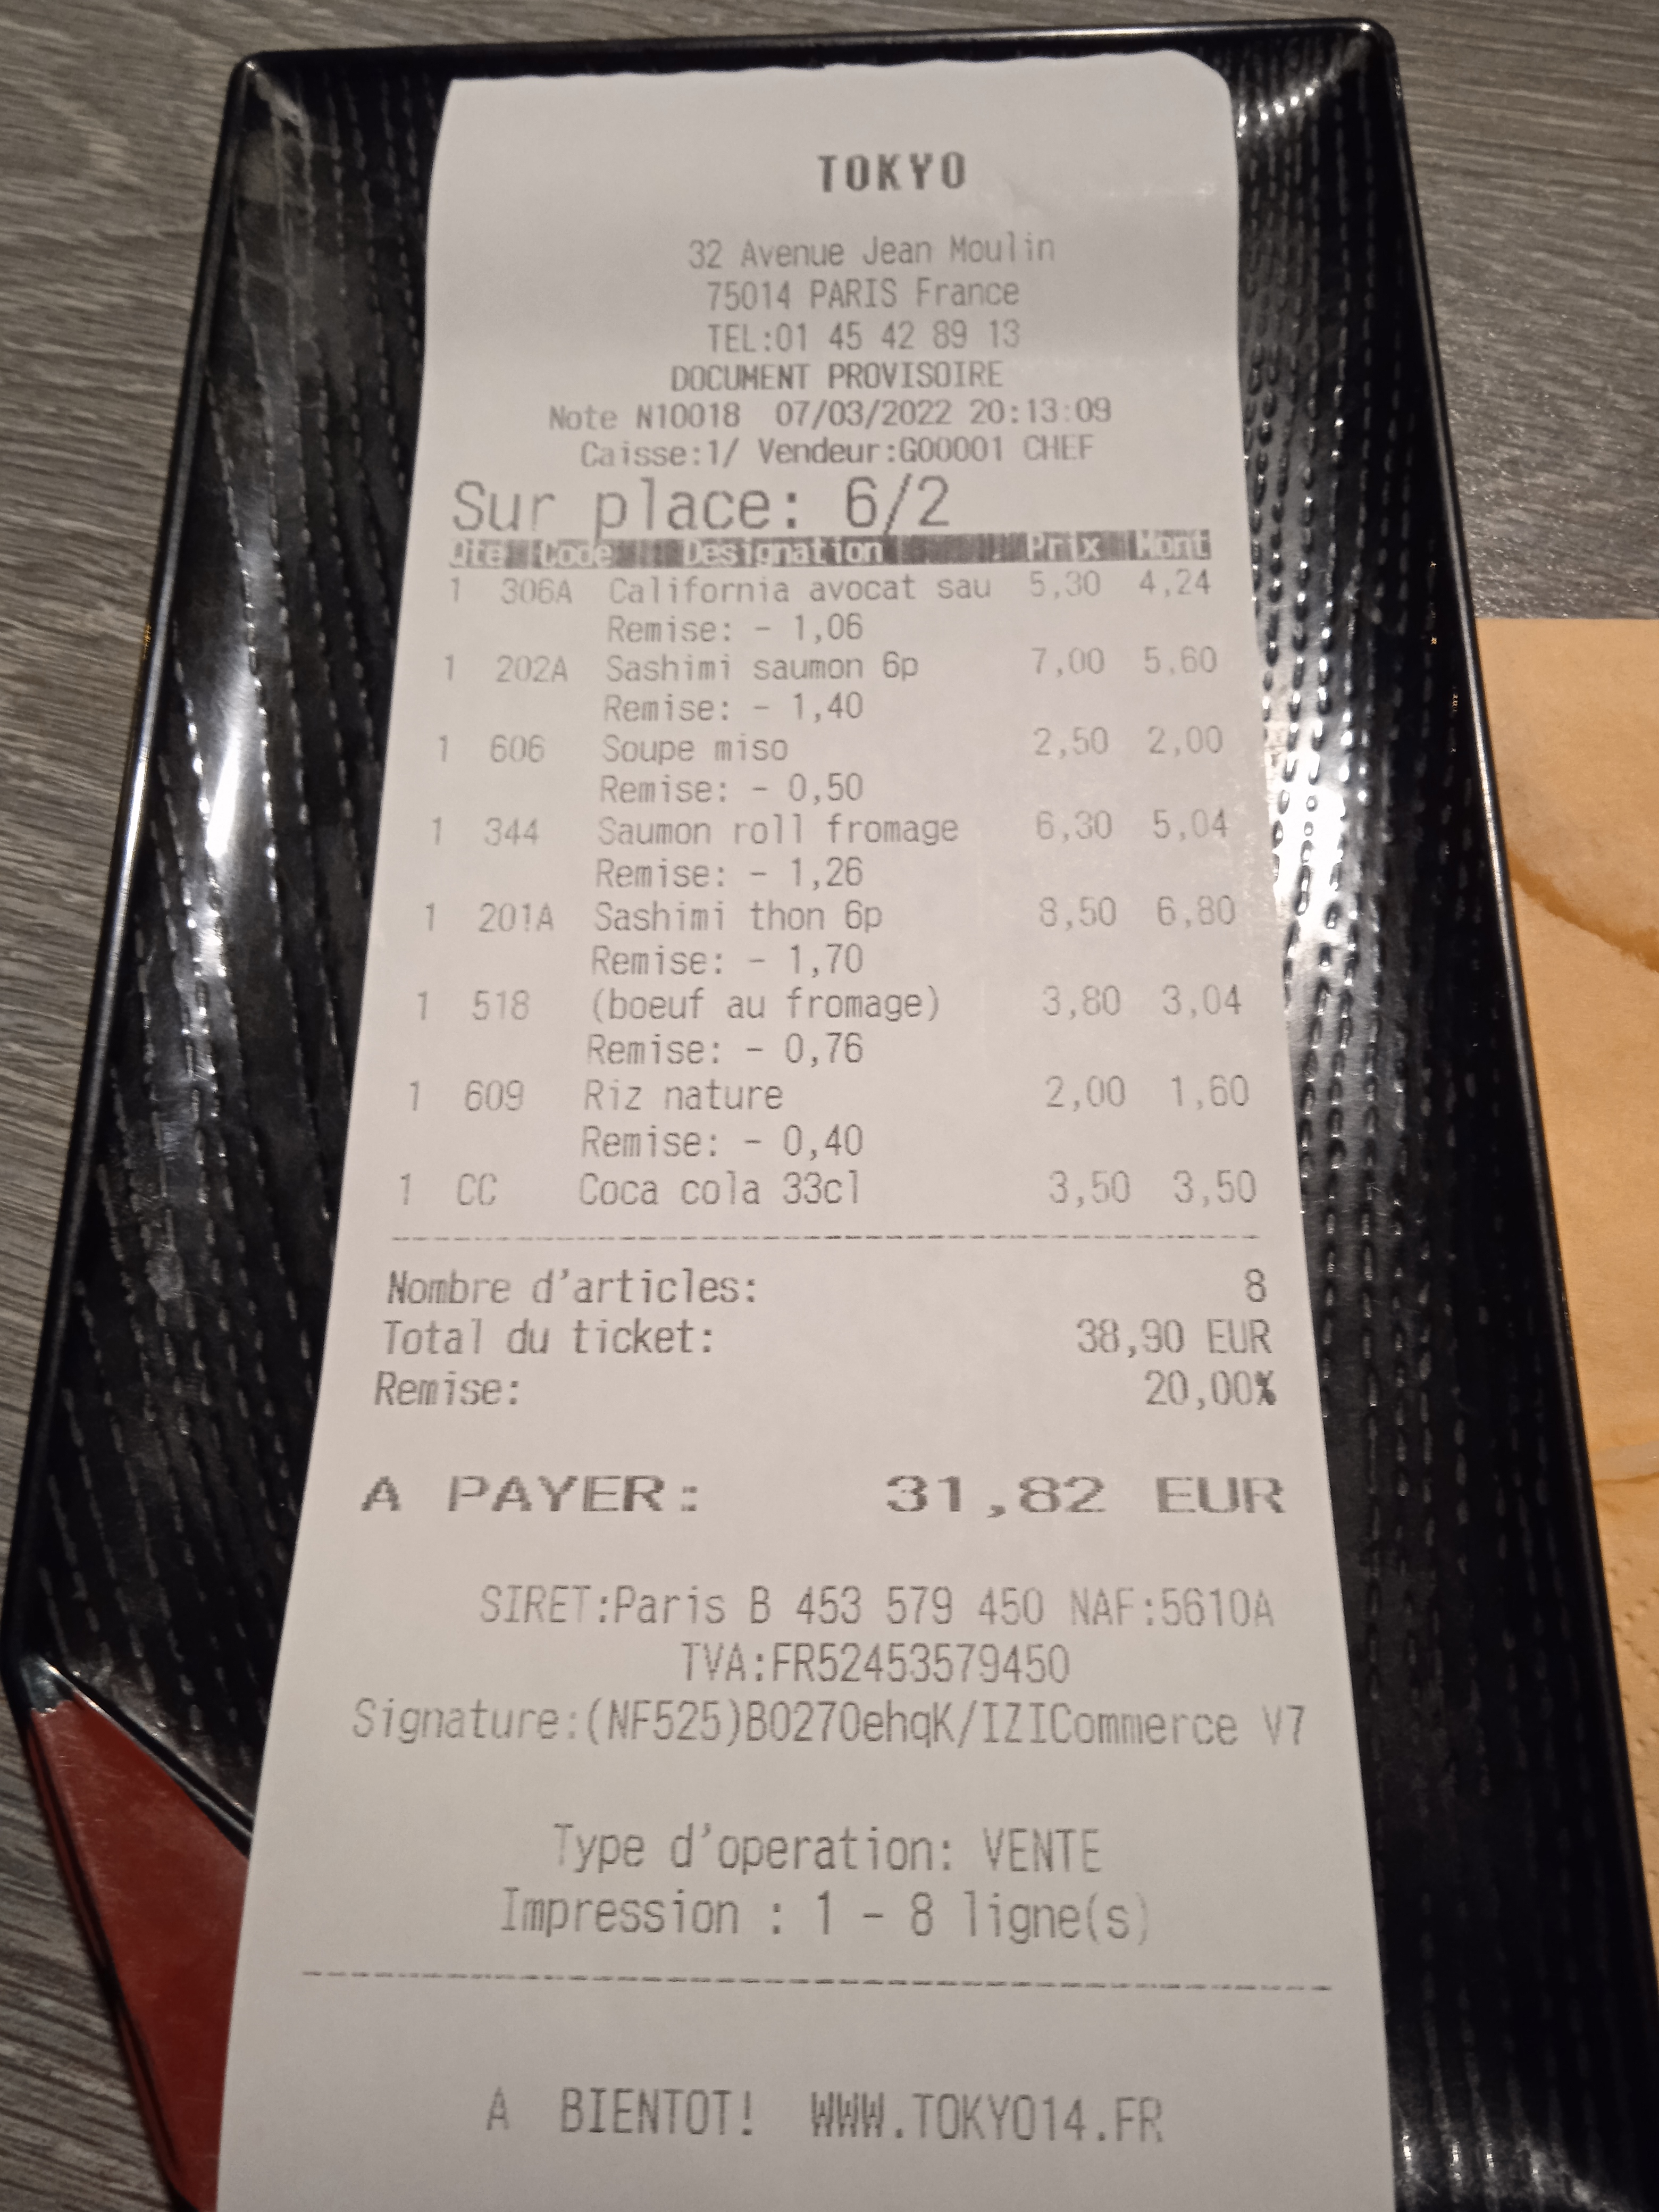 TOKYO
32 Avenue Jean Moulin
75014 PARIS France
TEL:01 45 42 89 13
DOCUMENT PROVISOIRE
Note N10018 07/03/2022 20:13:09
Caisse:1/ Vendeur:G00001 CHEF
Sur place: 6/2
Qte Code Designation Prix Mont
1 306A California avocat sau 5,30 4,24
Remise: - 1,06
1 202A Sashimi saumon 6p 7,00 5,60
Remise: - 1,40
1 606 Soupe miso 2,50 2,00
Remise: - 0,50
1 344 Saumon roll fromage 6,30 5,04
Remise: - 1,26
1 201A Sashimi thon 6p 8,50 6,80
Remise: - 1,70
1 518 (boeuf au fromage) 3,80 3,04
Remise: - 0,76
1 609 Riz nature 2,00 1,60
Remise: - 0,40
1 CC Coca cola 33cl 3,50 3,50
Nombre d'articles: 8
Total du ticket: 38,90 EUR
Remise: 20,00%
A PAYER: 31,82 EUR
SIRET:Paris B 453 579 450 NAF:5610A
TVA:FR52453579450
Signature:(NF525)B0270ehqK/IZICommerce V7
Type d'operation: VENTE
Impression : 1 - 8 ligne(s)
A BIENTOT! WWW.TOKYO14.FR